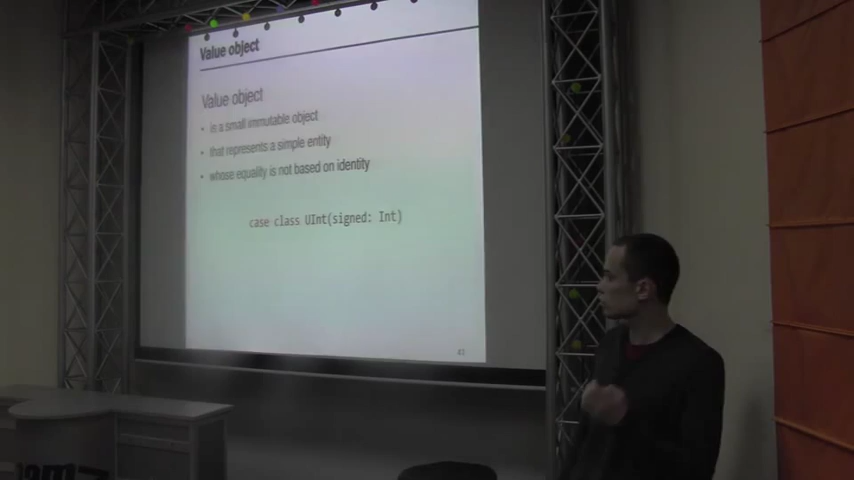 Value object
Value object
• is a small immutable object
• that represents a simple entity
• whose equality is not based on identity
case class UInt(signed: Int)